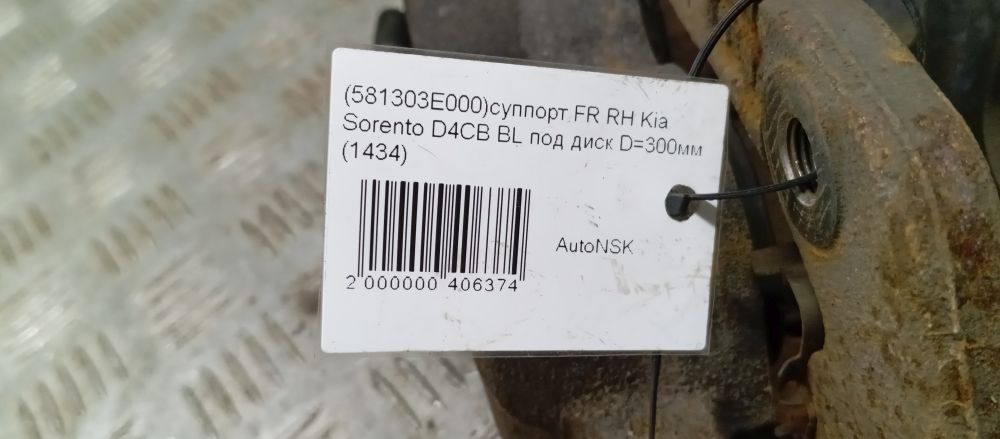 (581303E000)суппорт FR RH Kia
Sorento D4CB BL под диск D=300мм
(1434)
AutoNSK
2 000000 406374